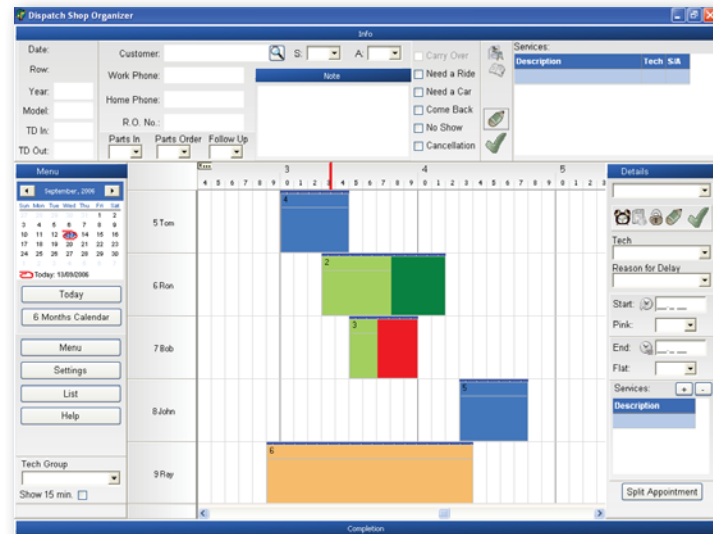 Dispatch Shop Organizer
Info
Date:
Row:
Year:
Model:
TD In:
TD Out:
Customer:
Work Phone:
Home Phone:
R.O. No.:
Parts In Parts Order Follow Up
S: A:
Note
Carry Over
Need a Ride
Need a Car
Come Back
No Show
Cancellation
Services:
Description Tech S/A
Menu
September, 2006
Sun Mon Tue Wed Thu Fri Sat
1 2
3 4 5 6 7 8 9
10 11 12 13 14 15 16
17 18 19 20 21 22 23
24 25 26 27 28 29 30
Today: 13/09/2006
Today
6 Months Calendar
Menu
Settings
List
Help
Tech Group
Show 15 min.
3 4 5
4 5 6 7 8 9 0 1 2 3 4 5 6 7 8 9 0 1 2 3 4 5 6 7 8 9 0 1 2 3
5 Tom
4
6 Ron
2
7 Bob
3
8 John
5
9 Ray
6
Details
Tech
Reason for Delay
Start:
Pink:
End:
Flat:
Services: + -
Description
Split Appointment
Completion